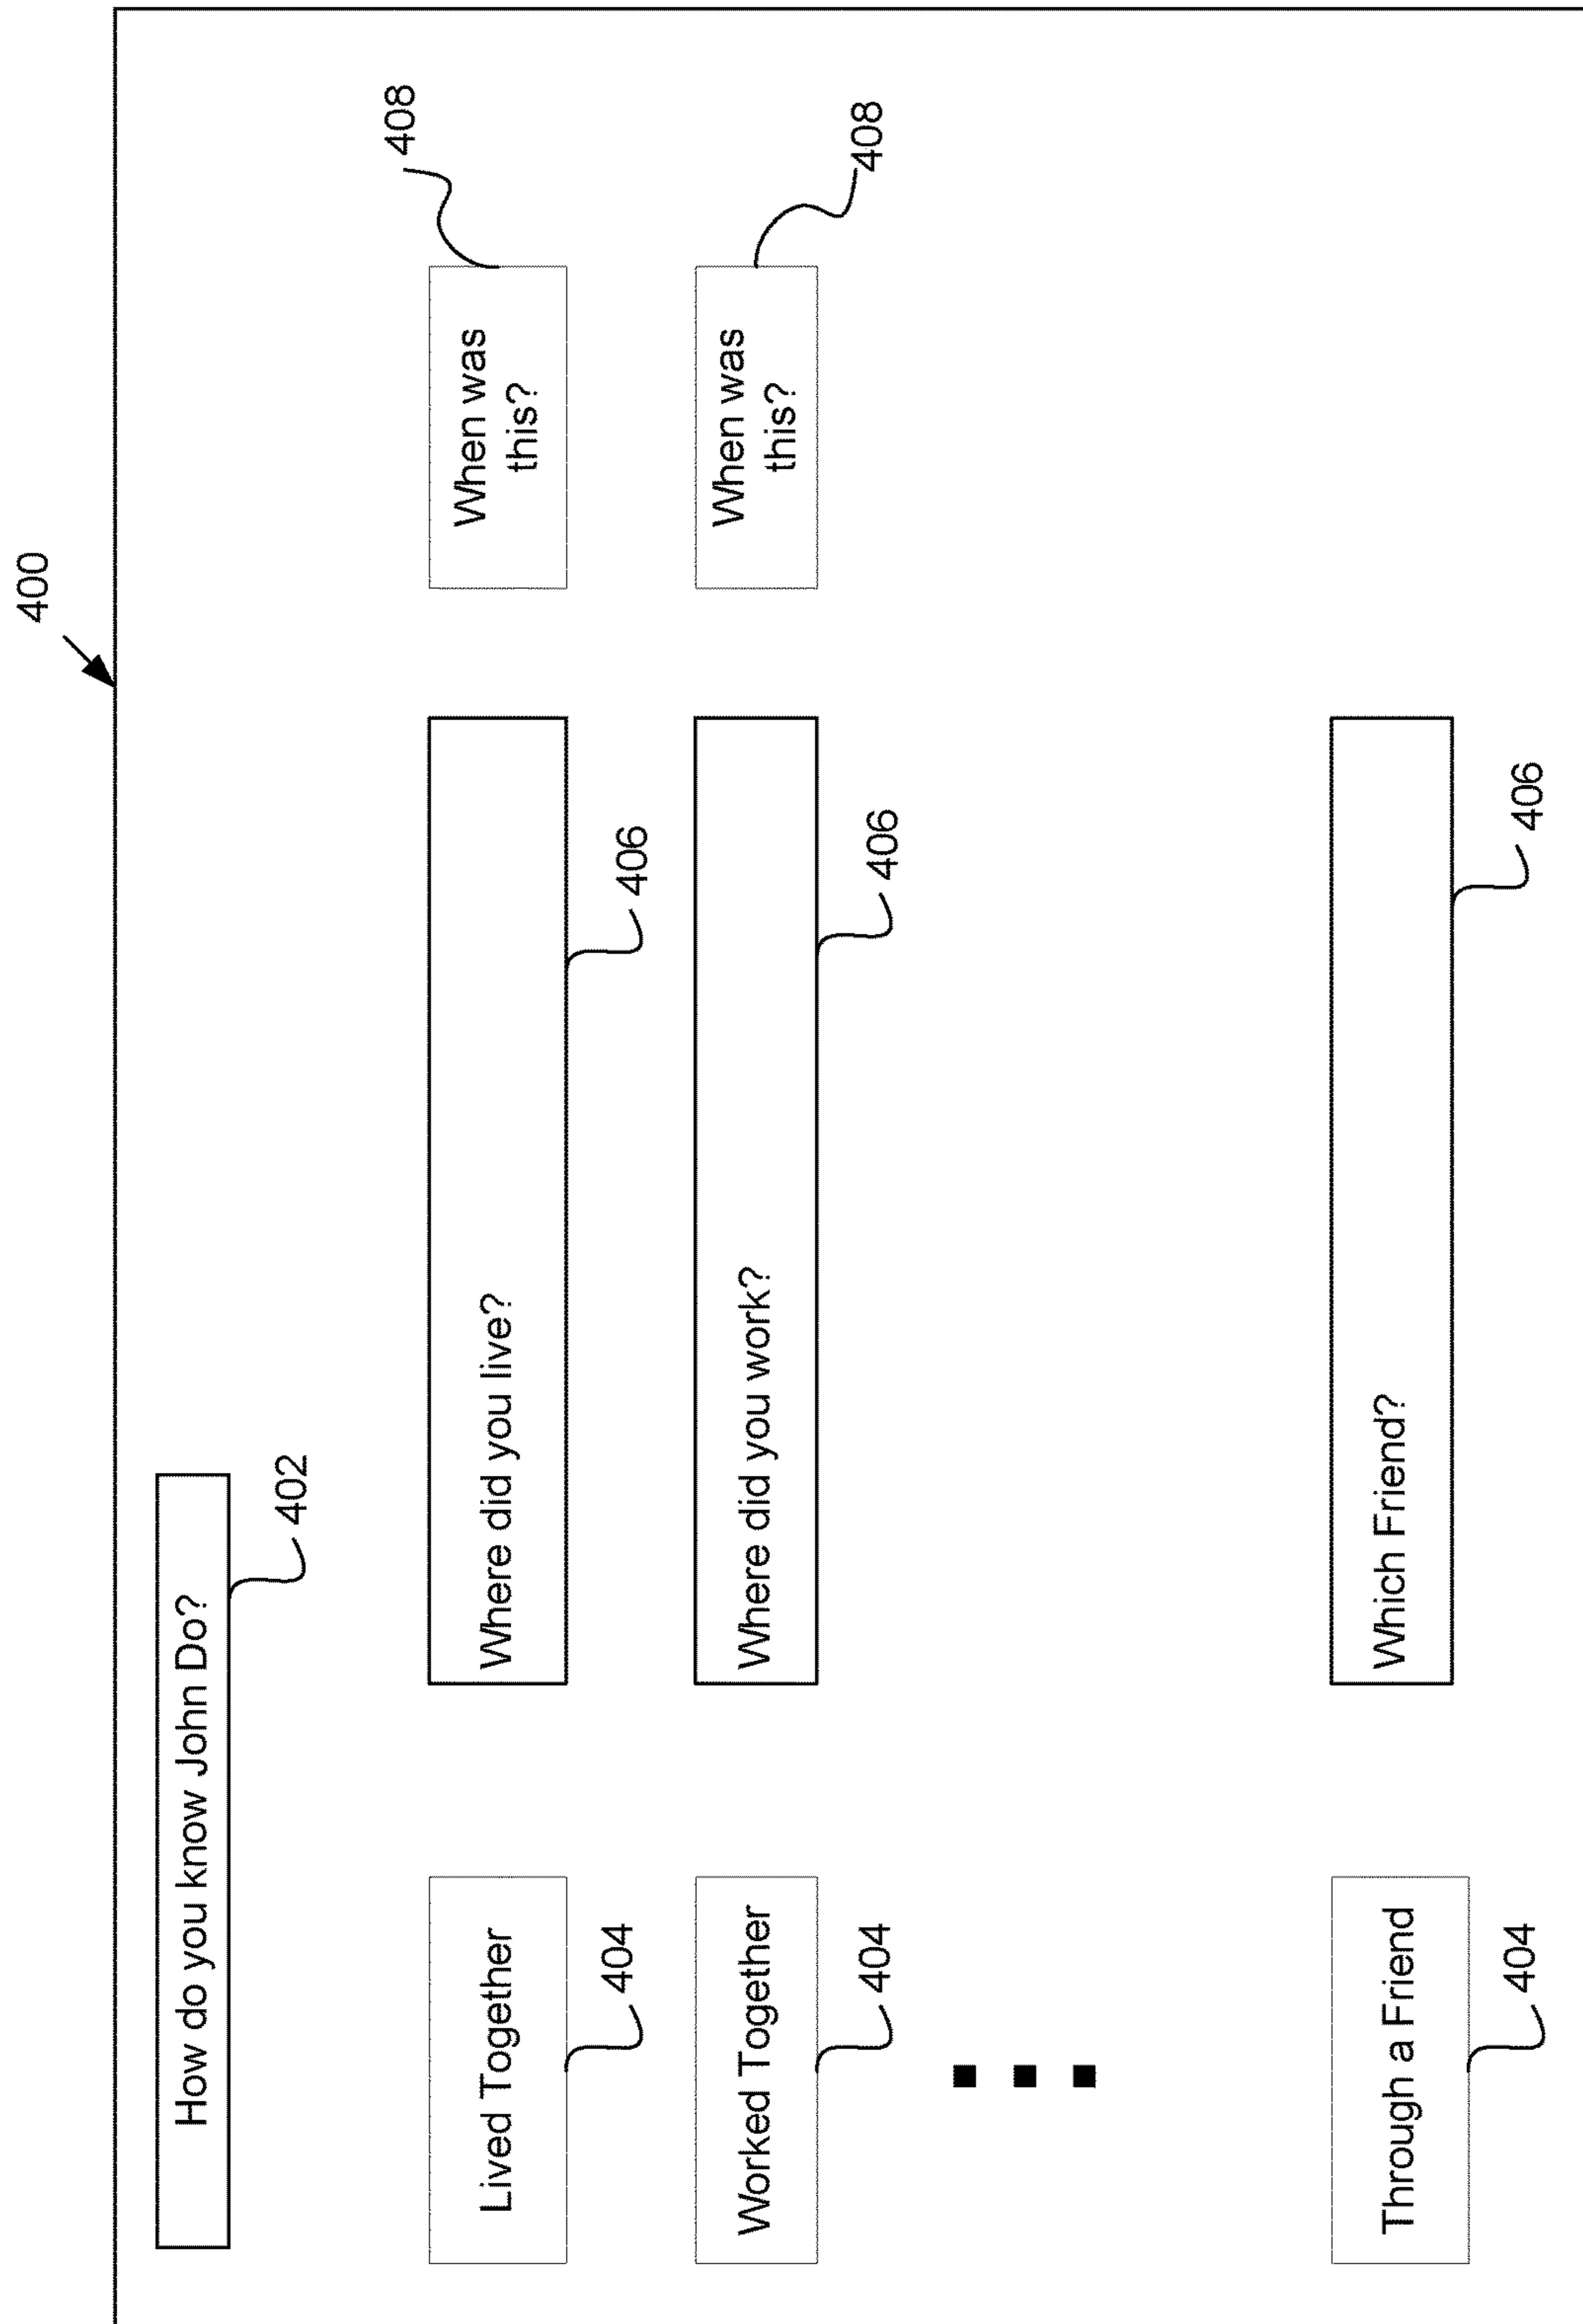 400
How do you know John Do?
402
Lived Together
404
Where did you live?
406
When was
this?
408
Worked Together
404
Where did you work?
406
When was
this?
408
Through a Friend
404
Which Friend?
406